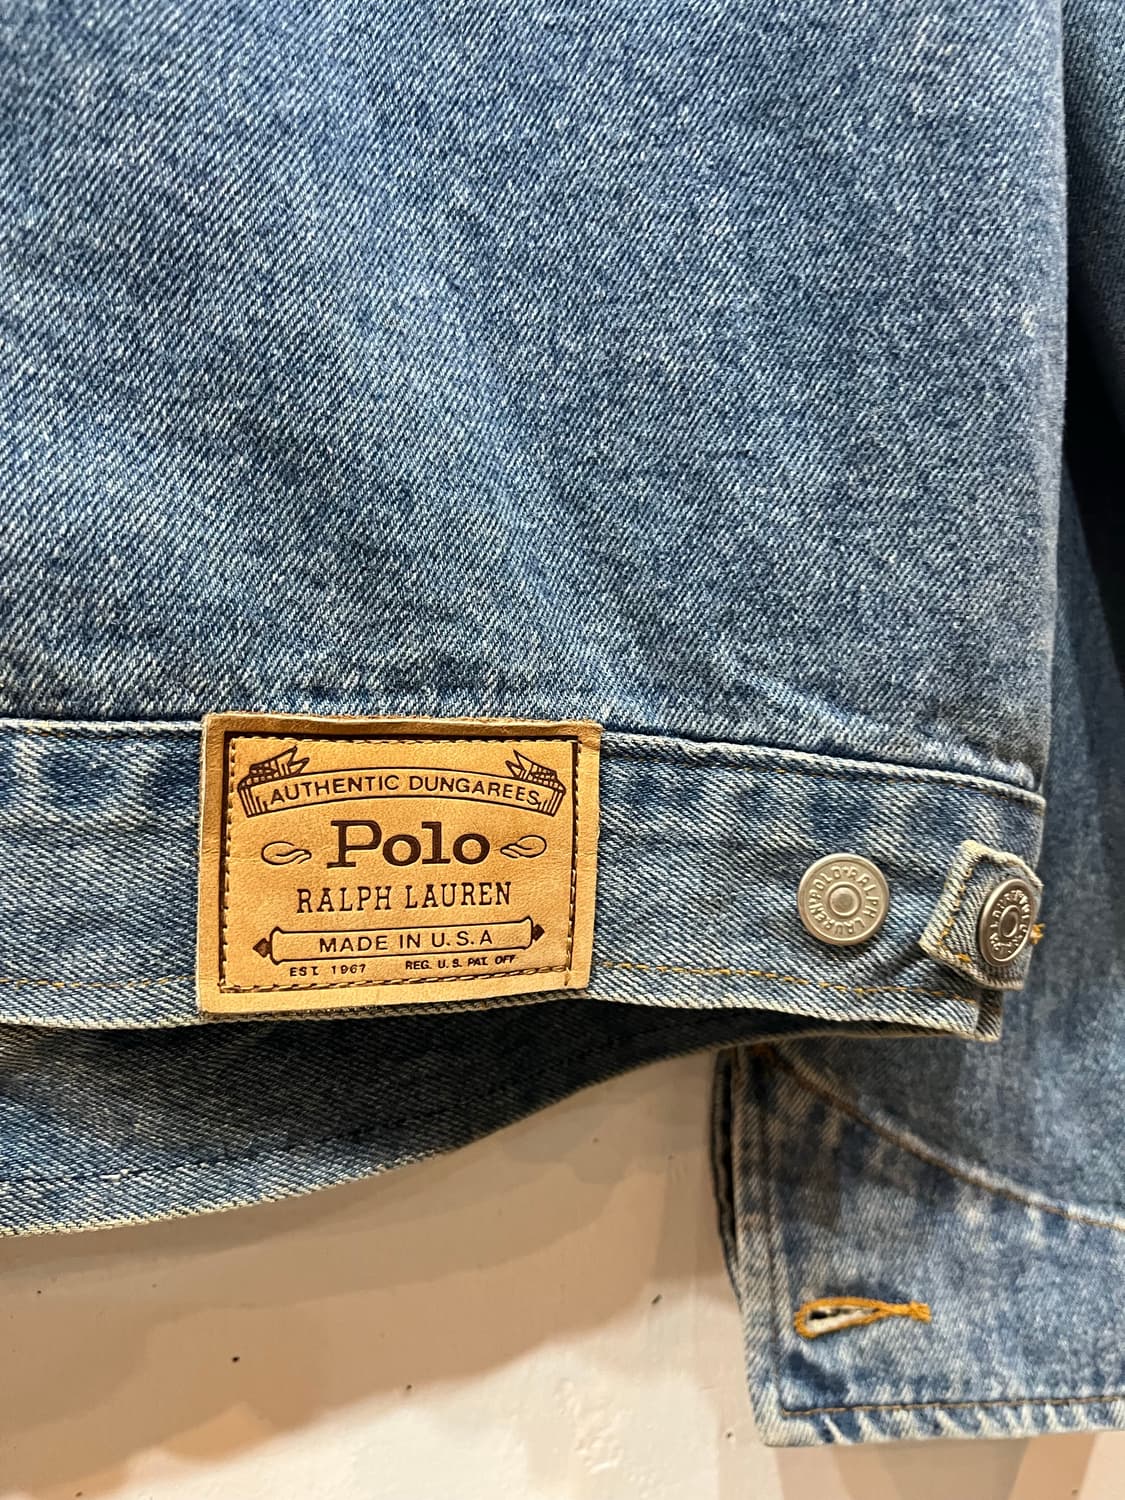 AUTHENTIC DUNGAREES
Polo
RALPH LAUREN
MADE IN U.S.A
EST. 1967 REG. U.S. PAT. OFF
POLO RALPH LAUREN